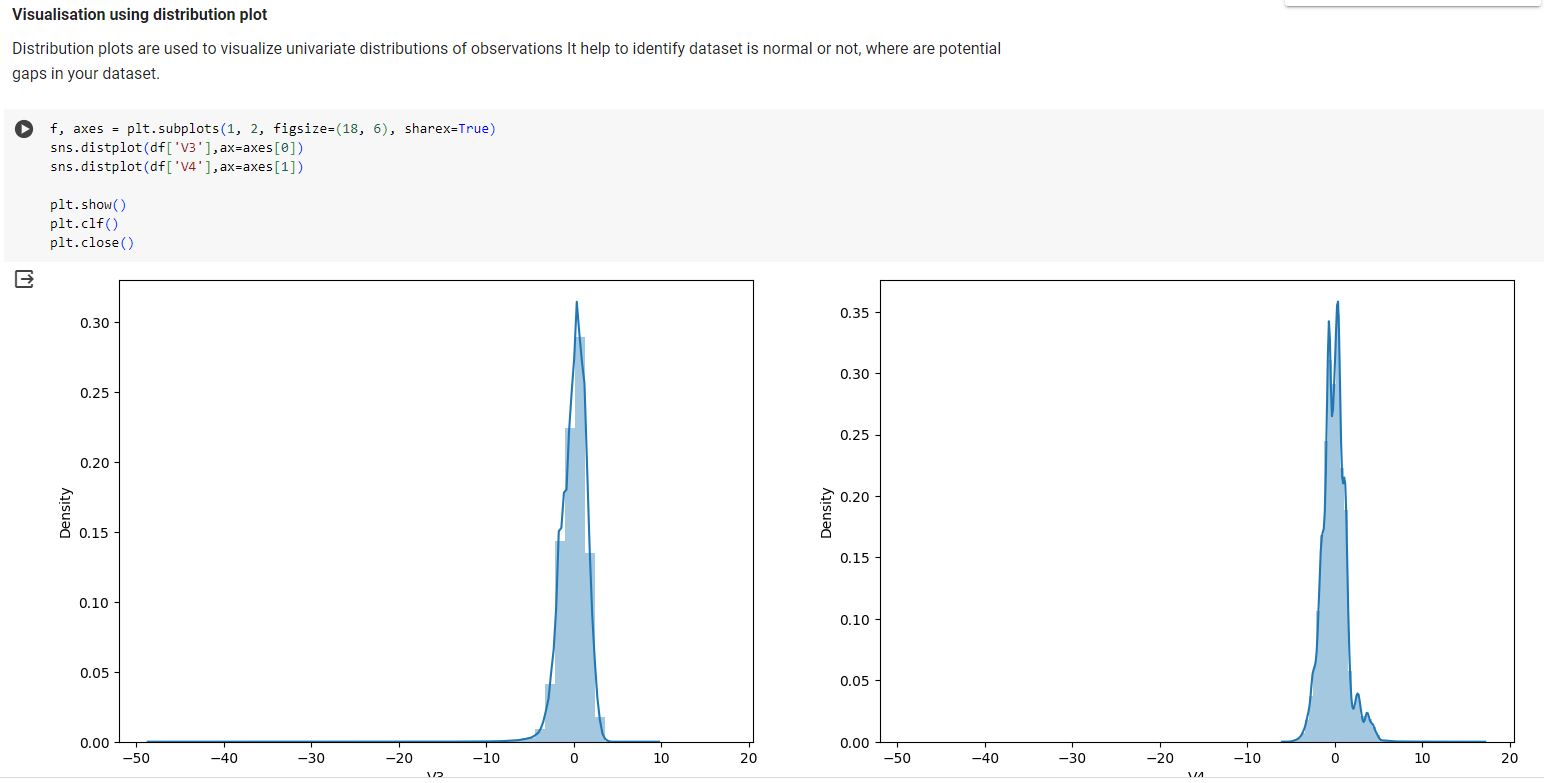 Visualisation using distribution plot
Distribution plots are used to visualize univariate distributions of observations It help to identify dataset is normal or not, where are potential
gaps in your dataset.
f, axes = plt.subplots(1, 2, figsize=(18, 6), sharex=True)
sns.distplot(df['V3'],ax=axes[0])
sns.distplot(df['V4'],ax=axes[1])
plt.show()
plt.clf()
plt.close()
0.30
0.25
0.20
0.15
0.10
0.05
0.00
Density
−50 −40 −30 −20 −10 0 10 20
V3
0.35
0.30
0.25
0.20
0.15
0.10
0.05
0.00
Density
−50 −40 −30 −20 −10 0 10 20
V4